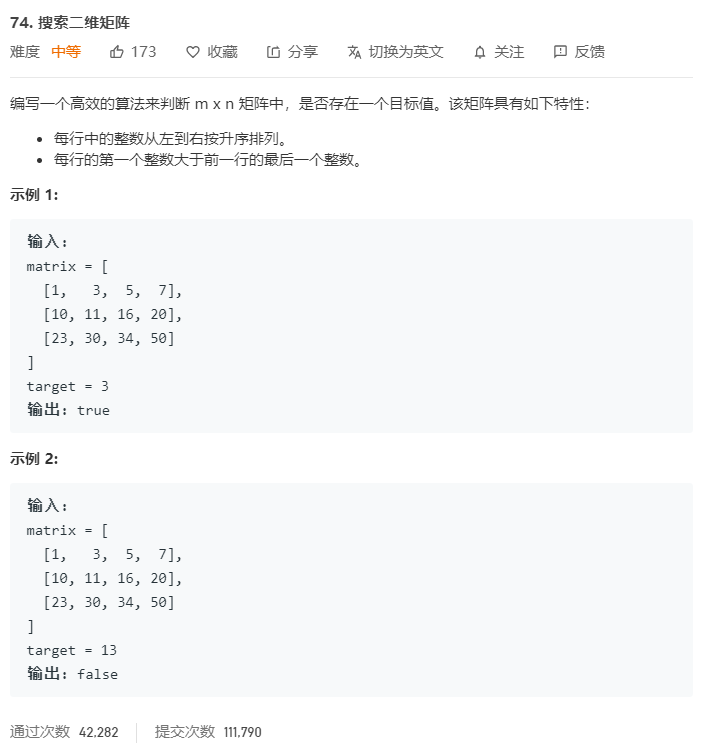 74. 搜索二维矩阵
难度 中等 173 收藏 分享 切换为英文 关注 反馈
编写一个高效的算法来判断 m x n 矩阵中，是否存在一个目标值。该矩阵具有如下特性：
• 每行中的整数从左到右按升序排列。
• 每行的第一个整数大于前一行的最后一个整数。
示例 1:
输入:
matrix = [
[1, 3, 5, 7],
[10, 11, 16, 20],
[23, 30, 34, 50]
]
target = 3
输出: true
示例 2:
输入:
matrix = [
[1, 3, 5, 7],
[10, 11, 16, 20],
[23, 30, 34, 50]
]
target = 13
输出: false
通过次数 42,282 提交次数 111,790